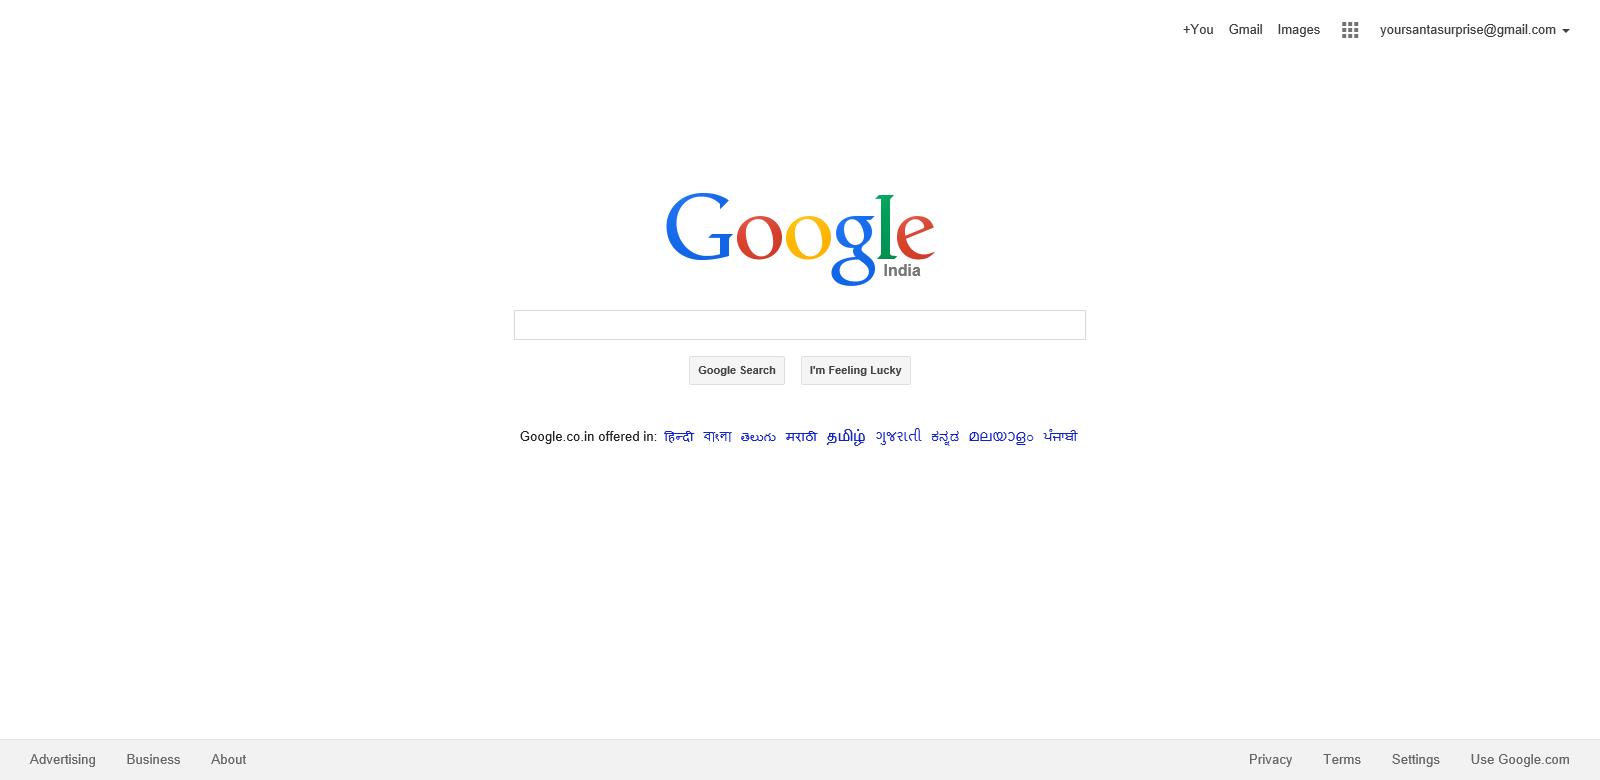 +You Gmail Images yoursantasurprise@gmail.com
Google
India
Google Search I'm Feeling Lucky
Google.co.in offered in: हिन्दी বাংলা తెలుగు मराठी தமிழ் ગુજરાતી ಕನ್ನಡ മലയാളം ਪੰਜਾਬੀ
Advertising Business About Privacy Terms Settings Use Google.com